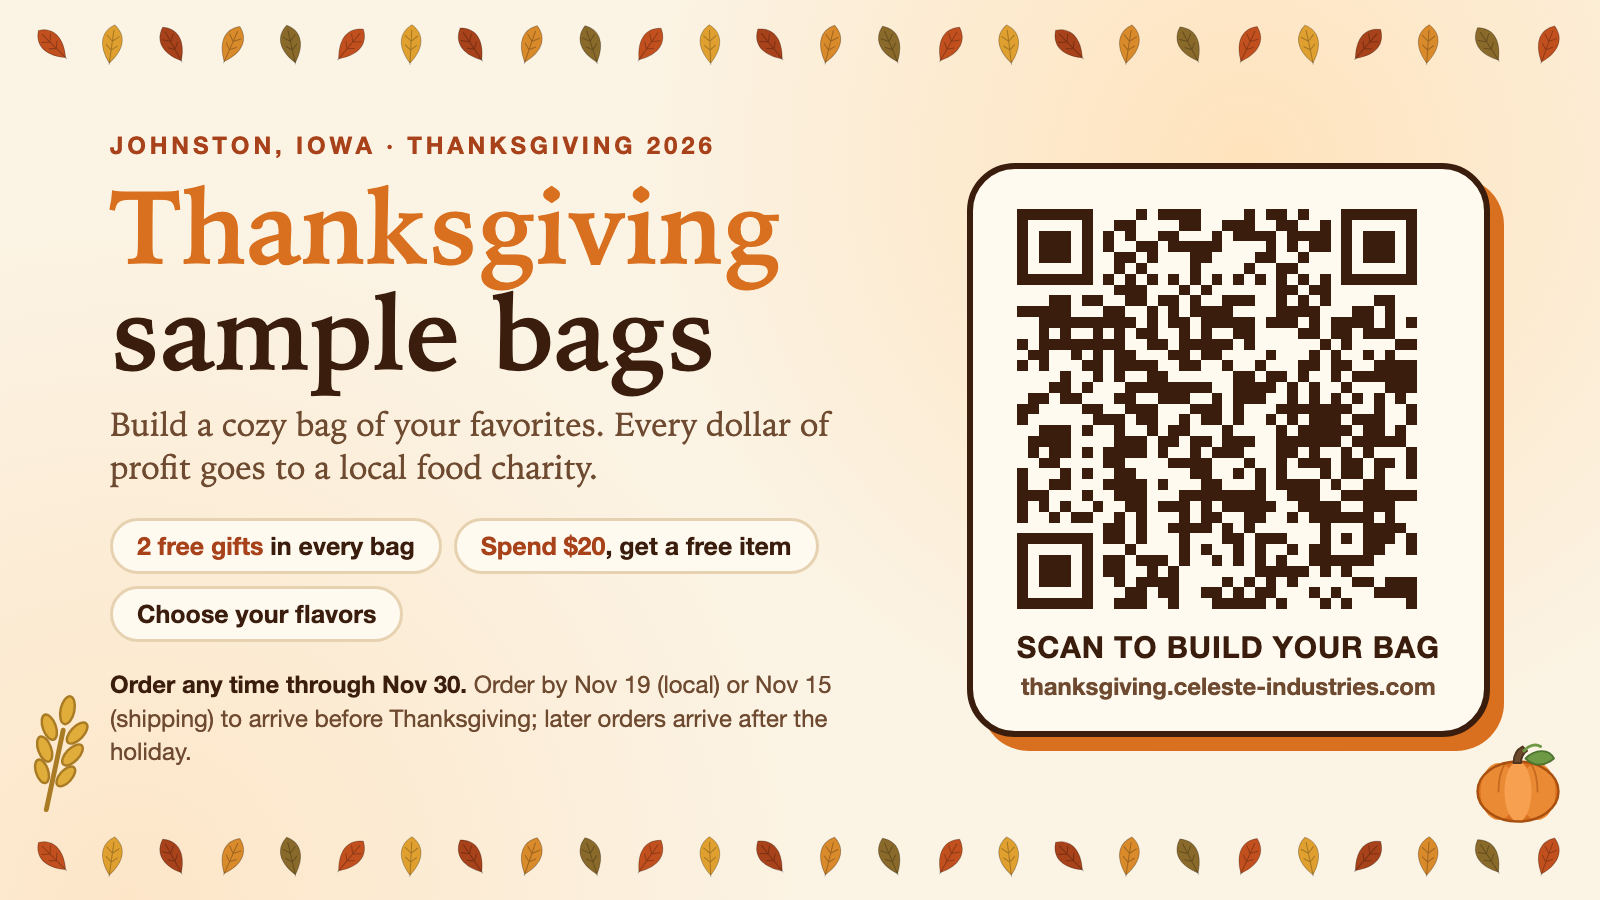 JOHNSTON, IOWA · THANKSGIVING 2026
Thanksgiving
sample bags
Build a cozy bag of your favorites. Every dollar of
profit goes to a local food charity.
2 free gifts in every bag
Spend $20, get a free item
Choose your flavors
Order any time through Nov 30. Order by Nov 19 (local) or Nov 15
(shipping) to arrive before Thanksgiving; later orders arrive after the
holiday.
SCAN TO BUILD YOUR BAG
thanksgiving.celeste-industries.com